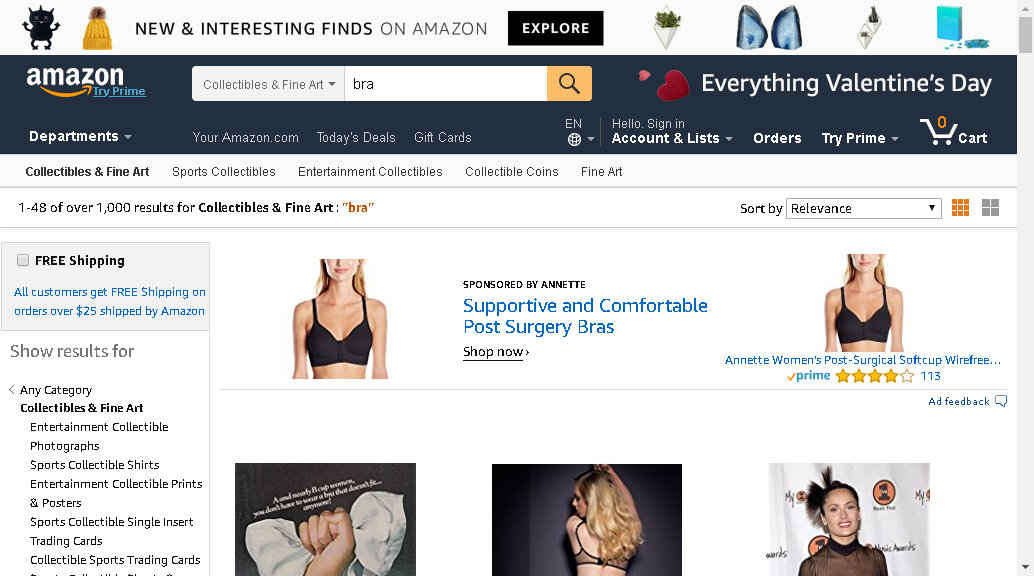 NEW & INTERESTING FINDS ON AMAZON EXPLORE
amazon
Try Prime
Collectibles & Fine Art
bra
Everything Valentine's Day
Departments
Your Amazon.com
Today's Deals
Gift Cards
EN
Hello. Sign in
Account & Lists
Orders
Try Prime
0
Cart
Collectibles & Fine Art
Sports Collectibles
Entertainment Collectibles
Collectible Coins
Fine Art
1-48 of over 1,000 results for Collectibles & Fine Art : "bra"
Sort by
Relevance
FREE Shipping
All customers get FREE Shipping on
orders over $25 shipped by Amazon
Show results for
Any Category
Collectibles & Fine Art
Entertainment Collectible
Photographs
Sports Collectible Shirts
Entertainment Collectible Prints
& Posters
Sports Collectible Single Insert
Trading Cards
Collectible Sports Trading Cards
SPONSORED BY ANNETTE
Supportive and Comfortable
Post Surgery Bras
Shop now ›
Annette Women's Post-Surgical Softcup Wirefree...
prime
113
Ad feedback
A and nearly B cup women,
you don't have to wear a bra that doesn't fit...
anymore!
Music First
Music Awards